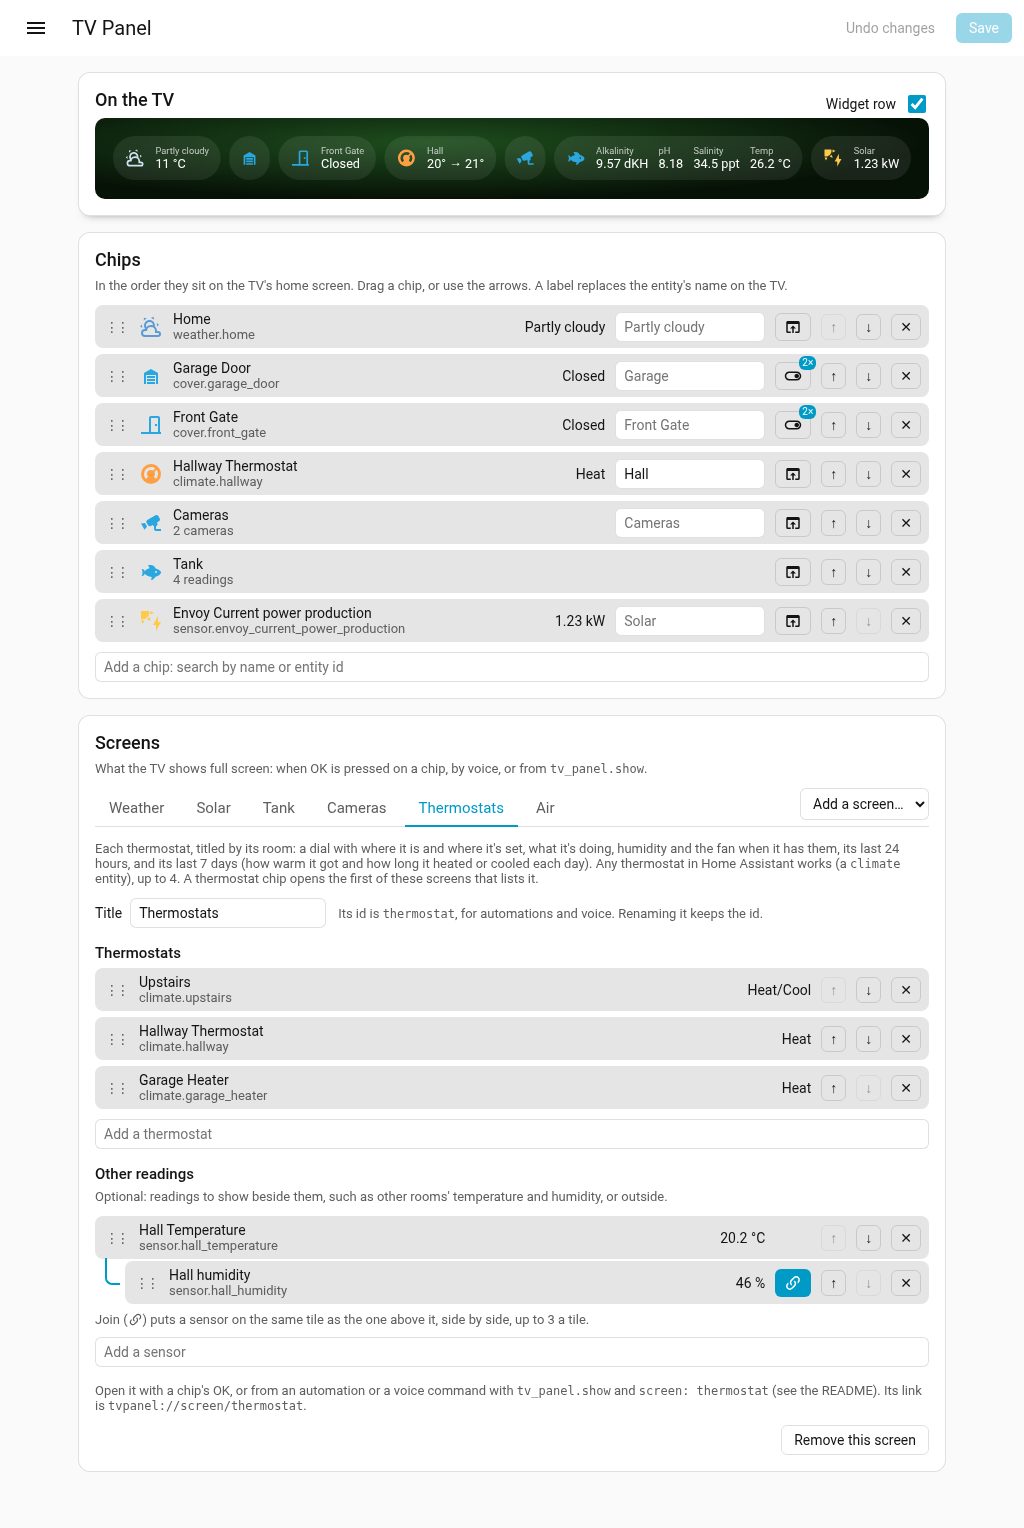 TV Panel
Undo changes
Save
On the TV
Widget row
Partly cloudy
11 °C
Front Gate
Closed
Hall
20° → 21°
Alkalinity pH Salinity Temp
9.57 dKH 8.18 34.5 ppt 26.2 °C
Solar
1.23 kW
Chips
In the order they sit on the TV's home screen. Drag a chip, or use the arrows. A label replaces the entity's name on the TV.
Home
weather.home
Partly cloudy
Partly cloudy
↑ ↓ ✕
Garage Door
cover.garage_door
Closed
Garage
2×
↑ ↓ ✕
Front Gate
cover.front_gate
Closed
Front Gate
2×
↑ ↓ ✕
Hallway Thermostat
climate.hallway
Heat
Hall
↑ ↓ ✕
Cameras
2 cameras
Cameras
↑ ↓ ✕
Tank
4 readings
↑ ↓ ✕
Envoy Current power production
sensor.envoy_current_power_production
1.23 kW
Solar
↑ ↓ ✕
Add a chip: search by name or entity id
Screens
What the TV shows full screen: when OK is pressed on a chip, by voice, or from tv_panel.show.
Weather Solar Tank Cameras Thermostats Air
Add a screen...
Each thermostat, titled by its room: a dial with where it is and where it's set, what it's doing, humidity and the fan when it has them, its last 24
hours, and its last 7 days (how warm it got and how long it heated or cooled each day). Any thermostat in Home Assistant works (a climate
entity), up to 4. A thermostat chip opens the first of these screens that lists it.
Title
Thermostats
Its id is thermostat, for automations and voice. Renaming it keeps the id.
Thermostats
Upstairs
climate.upstairs
Heat/Cool
↑ ↓ ✕
Hallway Thermostat
climate.hallway
Heat
↑ ↓ ✕
Garage Heater
climate.garage_heater
Heat
↑ ↓ ✕
Add a thermostat
Other readings
Optional: readings to show beside them, such as other rooms' temperature and humidity, or outside.
Hall Temperature
sensor.hall_temperature
20.2 °C
↑ ↓ ✕
Hall humidity
sensor.hall_humidity
46 %
↑ ↓ ✕
Join () puts a sensor on the same tile as the one above it, side by side, up to 3 a tile.
Add a sensor
Open it with a chip's OK, or from an automation or a voice command with tv_panel.show and screen: thermostat (see the README). Its link
is tvpanel://screen/thermostat.
Remove this screen